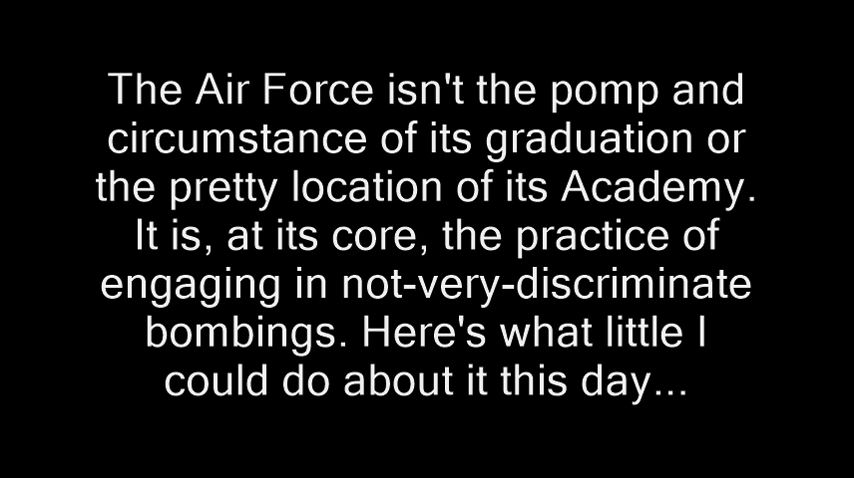 The Air Force isn't the pomp and
circumstance of its graduation or
the pretty location of its Academy.
It is, at its core, the practice of
engaging in not-very-discriminate
bombings. Here's what little I
could do about it this day...